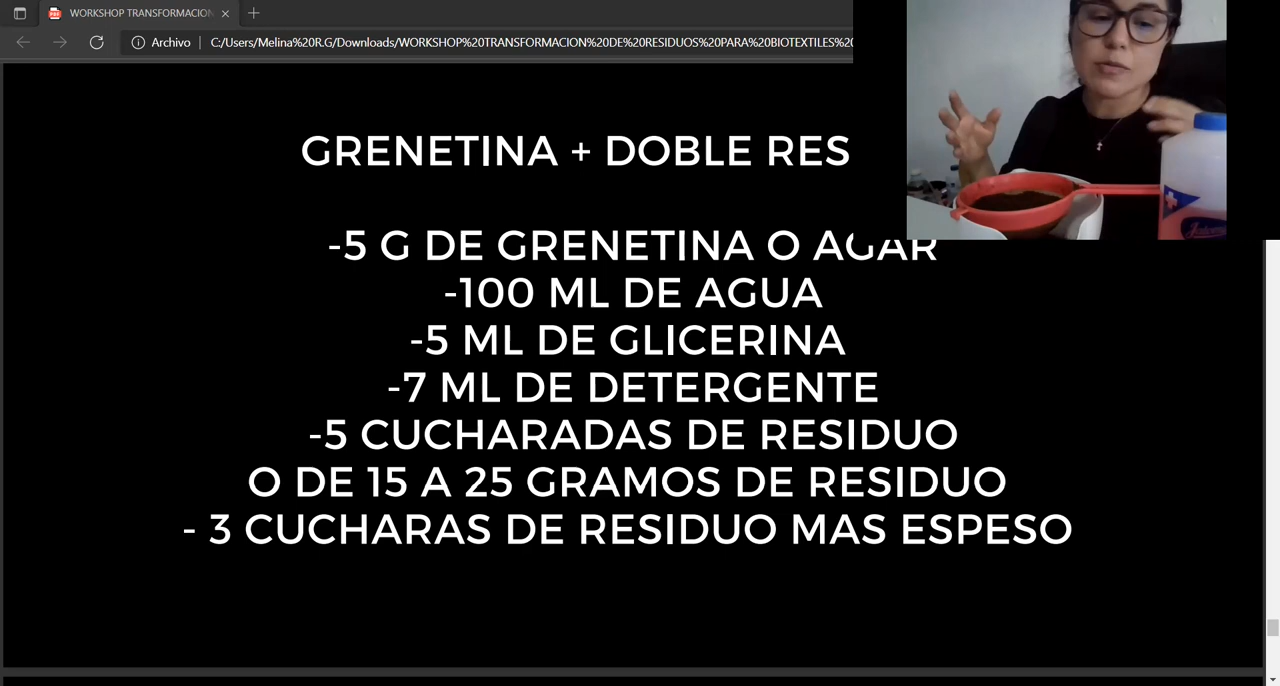 WORKSHOP TRANSFORMACION
Archivo
C:/Users/Melina%20R.G/Downloads/WORKSHOP%20TRANSFORMACION%20DE%20RESIDUOS%20PARA%20BIOTEXTILES%20
GRENETINA + DOBLE RES
-5 G DE GRENETINA O AGAR
-100 ML DE AGUA
-5 ML DE GLICERINA
-7 ML DE DETERGENTE
-5 CUCHARADAS DE RESIDUO
O DE 15 A 25 GRAMOS DE RESIDUO
- 3 CUCHARAS DE RESIDUO MAS ESPESO